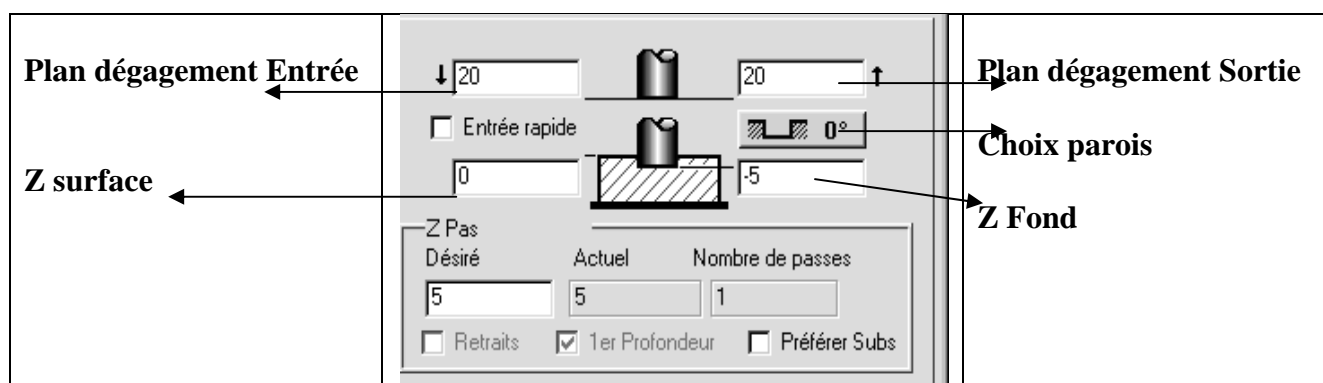 Plan dégagement Entrée
Z surface
20
20
Entrée rapide
0°
0
-5
Z Pas
Désiré
Actuel
Nombre de passes
5
5
1
Retraits
1er Profondeur
Préférer Subs
Plan dégagement Sortie
Choix parois
Z Fond